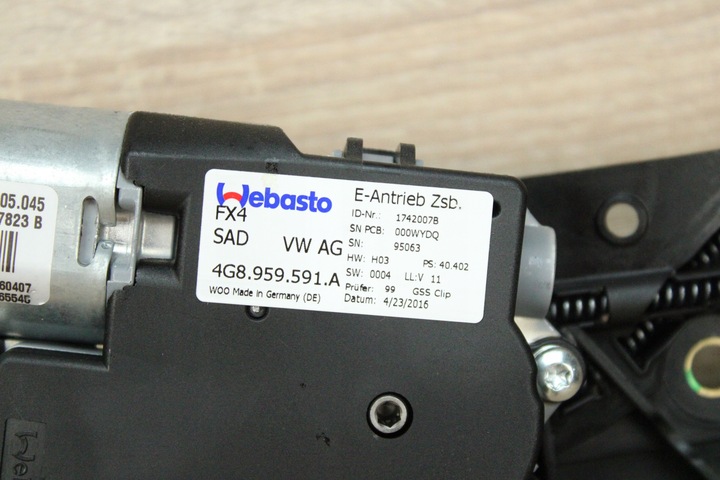 05.045
7823 B
Webasto
FX4
SAD VW AG
4G8.959.591.A
WOO Made in Germany (DE)
E-Antrieb Zsb.
ID-Nr.: 1742007B
SN PCB: 000WYDQ
SN: 95063
HW: H03 PS: 40.402
SW: 0004 LL:V 11
Prüfer: 99 GSS Clip
Datum: 4/23/2016
60407